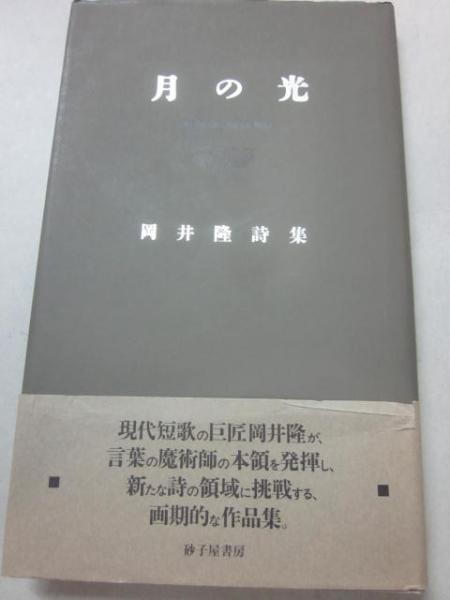 月の光
岡井隆詩集
現代短歌の巨匠岡井隆が、
言葉の魔術師の本領を発揮し、
新たな詩の領域に挑戦する、
画期的な作品集。
砂子屋書房